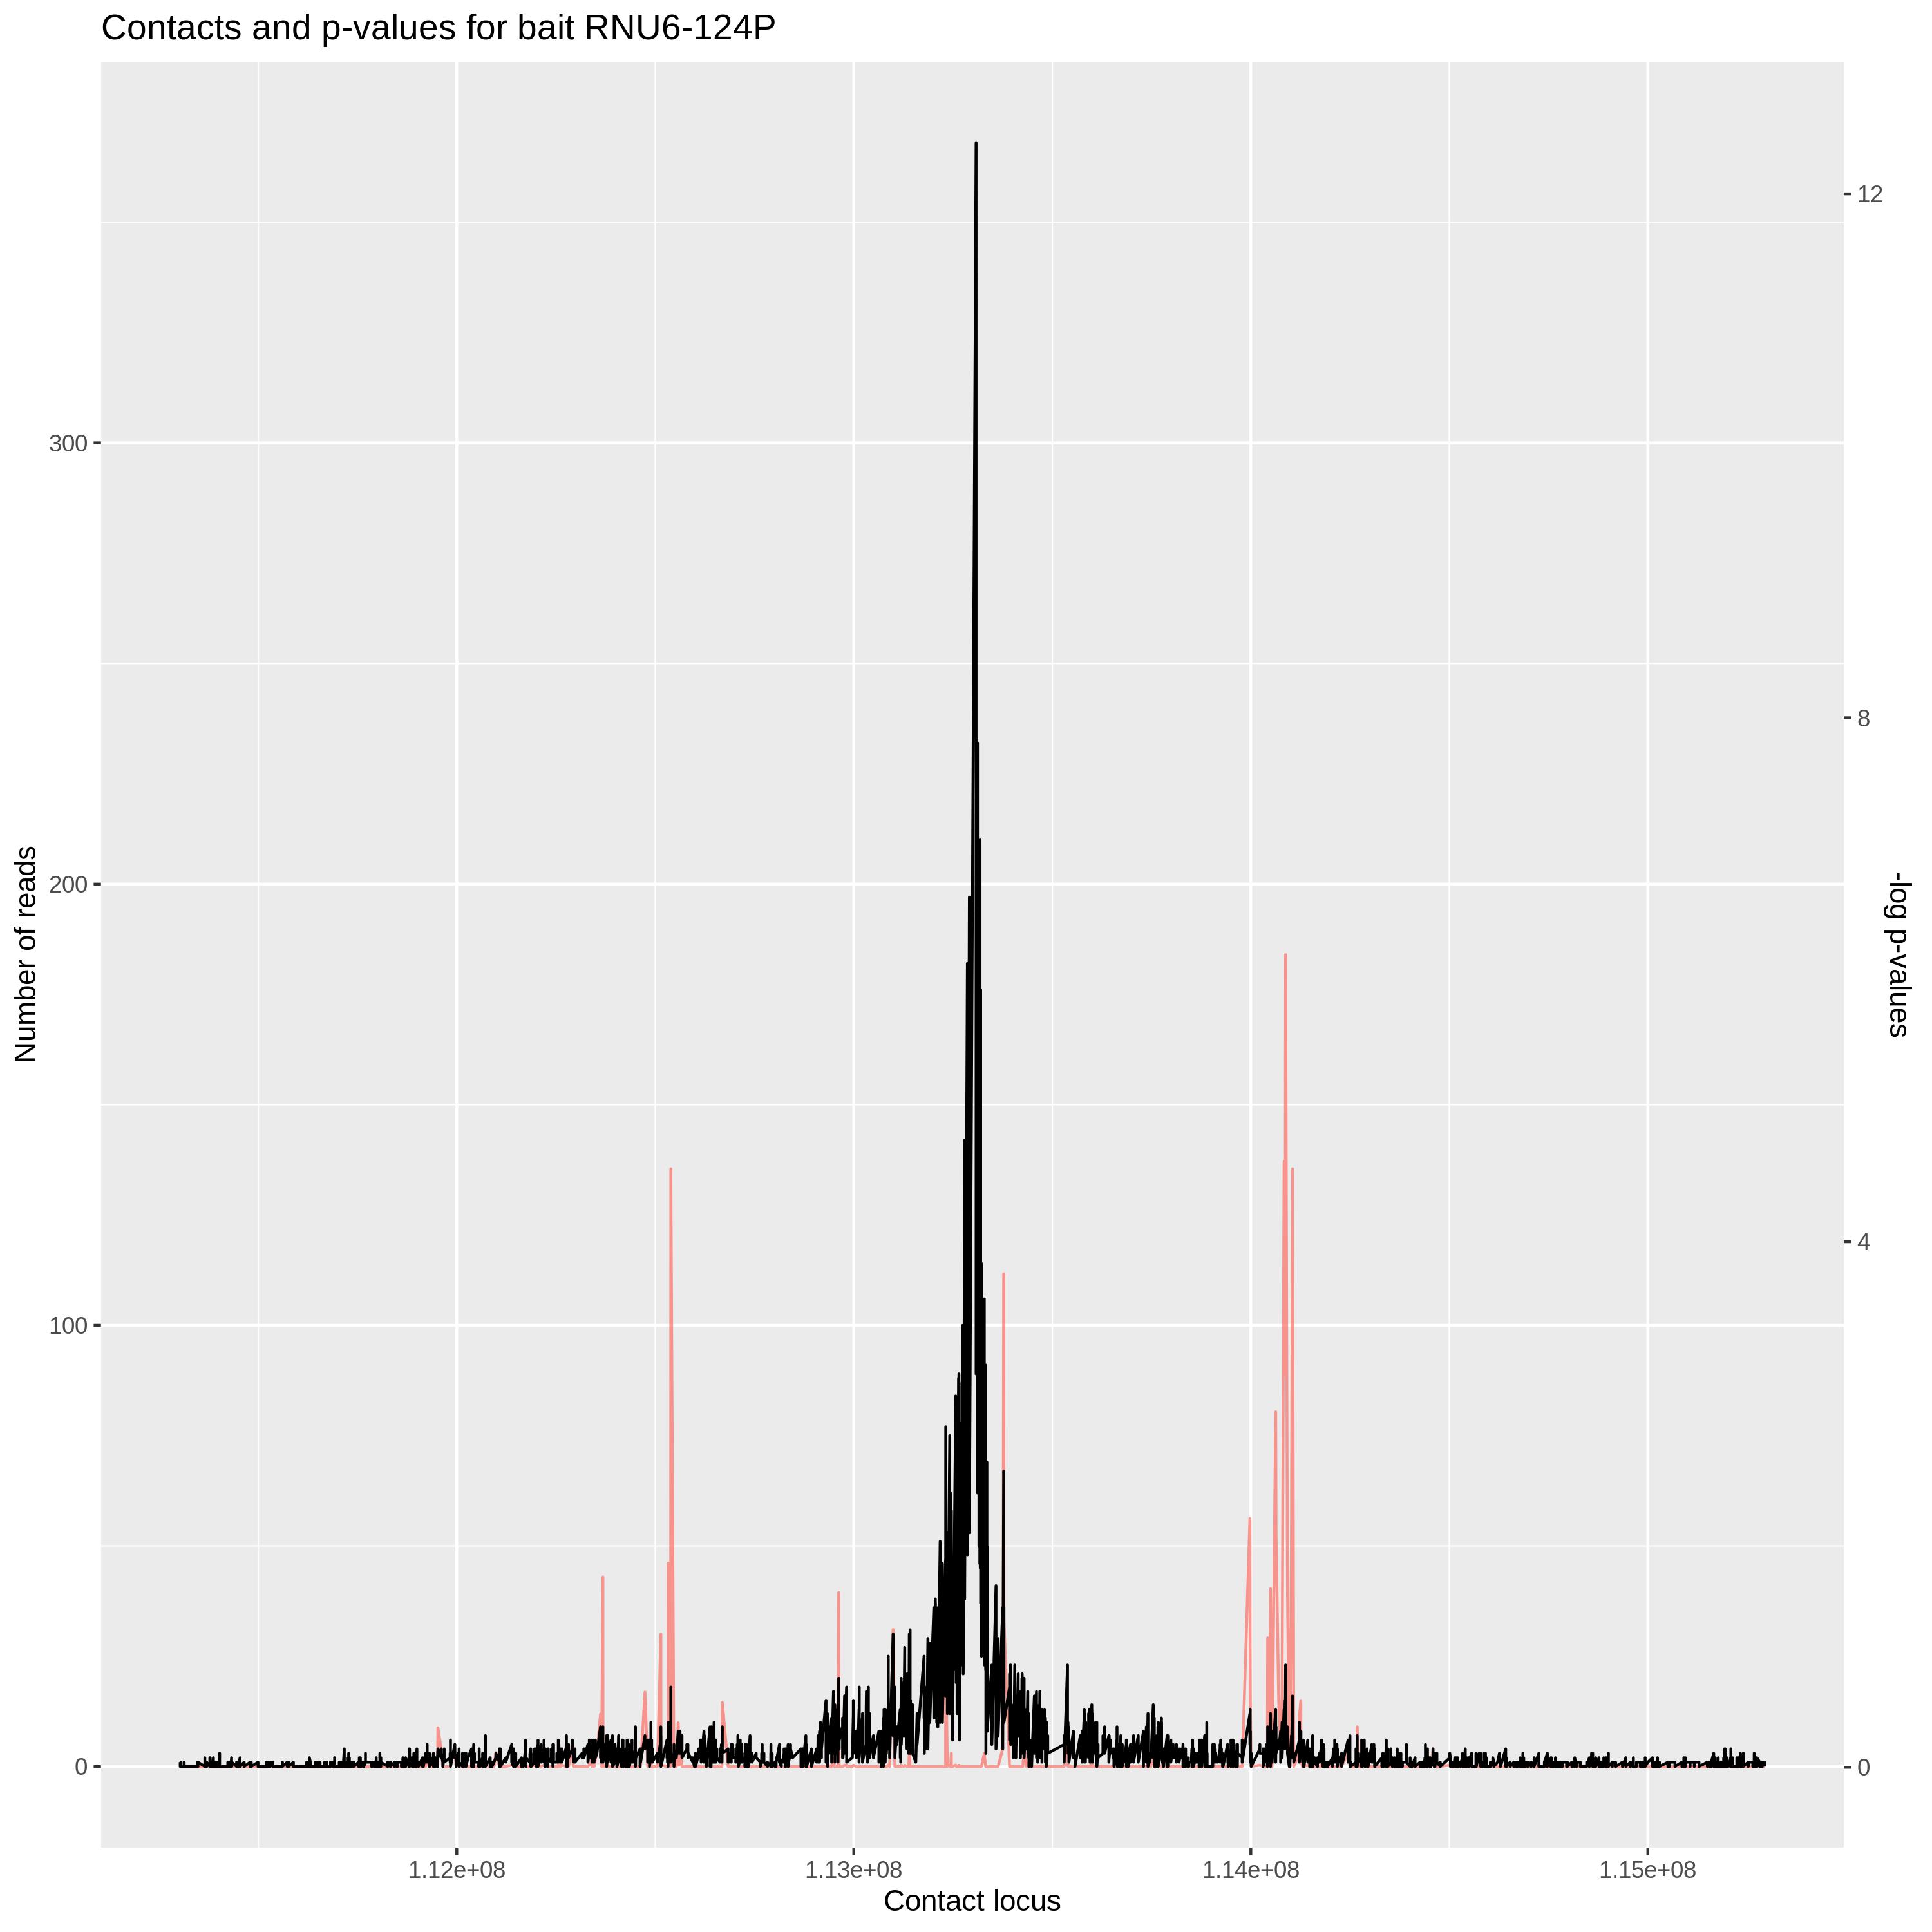 Contacts and p-values for bait RNU6-124P
Number of reads
300
200
100
0
12
8
4
0
-log p-values
1.12e+08
1.13e+08
1.14e+08
1.15e+08
Contact locus